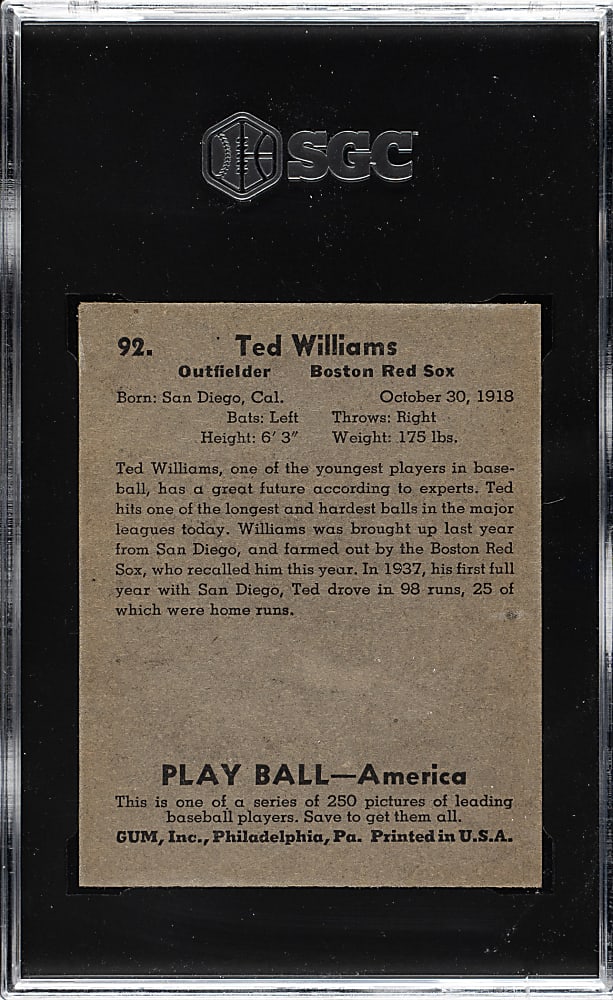 SGC
92. Ted Williams
Outfielder Boston Red Sox
Born: San Diego, Cal. October 30, 1918
Bats: Left Throws: Right
Height: 6' 3" Weight: 175 lbs.
Ted Williams, one of the youngest players in base-
ball, has a great future according to experts. Ted
hits one of the longest and hardest balls in the major
leagues today. Williams was brought up last year
from San Diego, and farmed out by the Boston Red
Sox, who recalled him this year. In 1937, his first full
year with San Diego, Ted drove in 98 runs, 25 of
which were home runs.
PLAY BALL—America
This is one of a series of 250 pictures of leading
baseball players. Save to get them all.
GUM, Inc., Philadelphia, Pa. Printed in U.S.A.